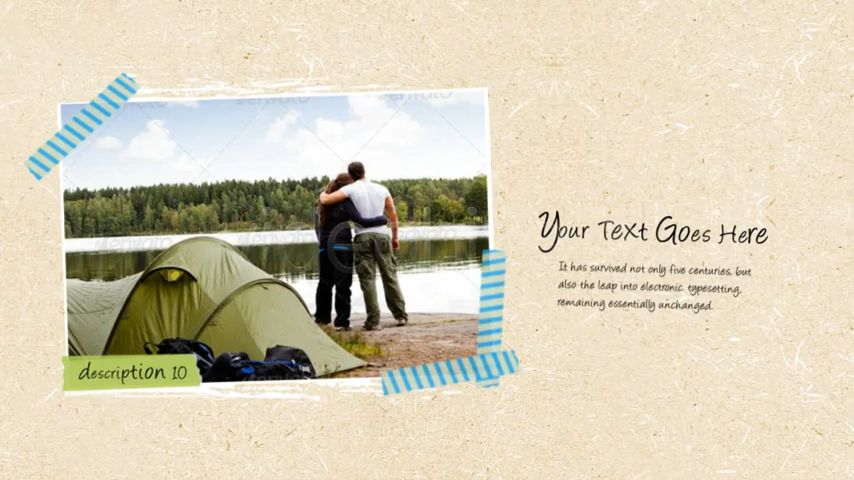 Your Text Goes Here
It has survived not only five centuries, but
also the leap into electronic typesetting,
remaining essentially unchanged.
description 10